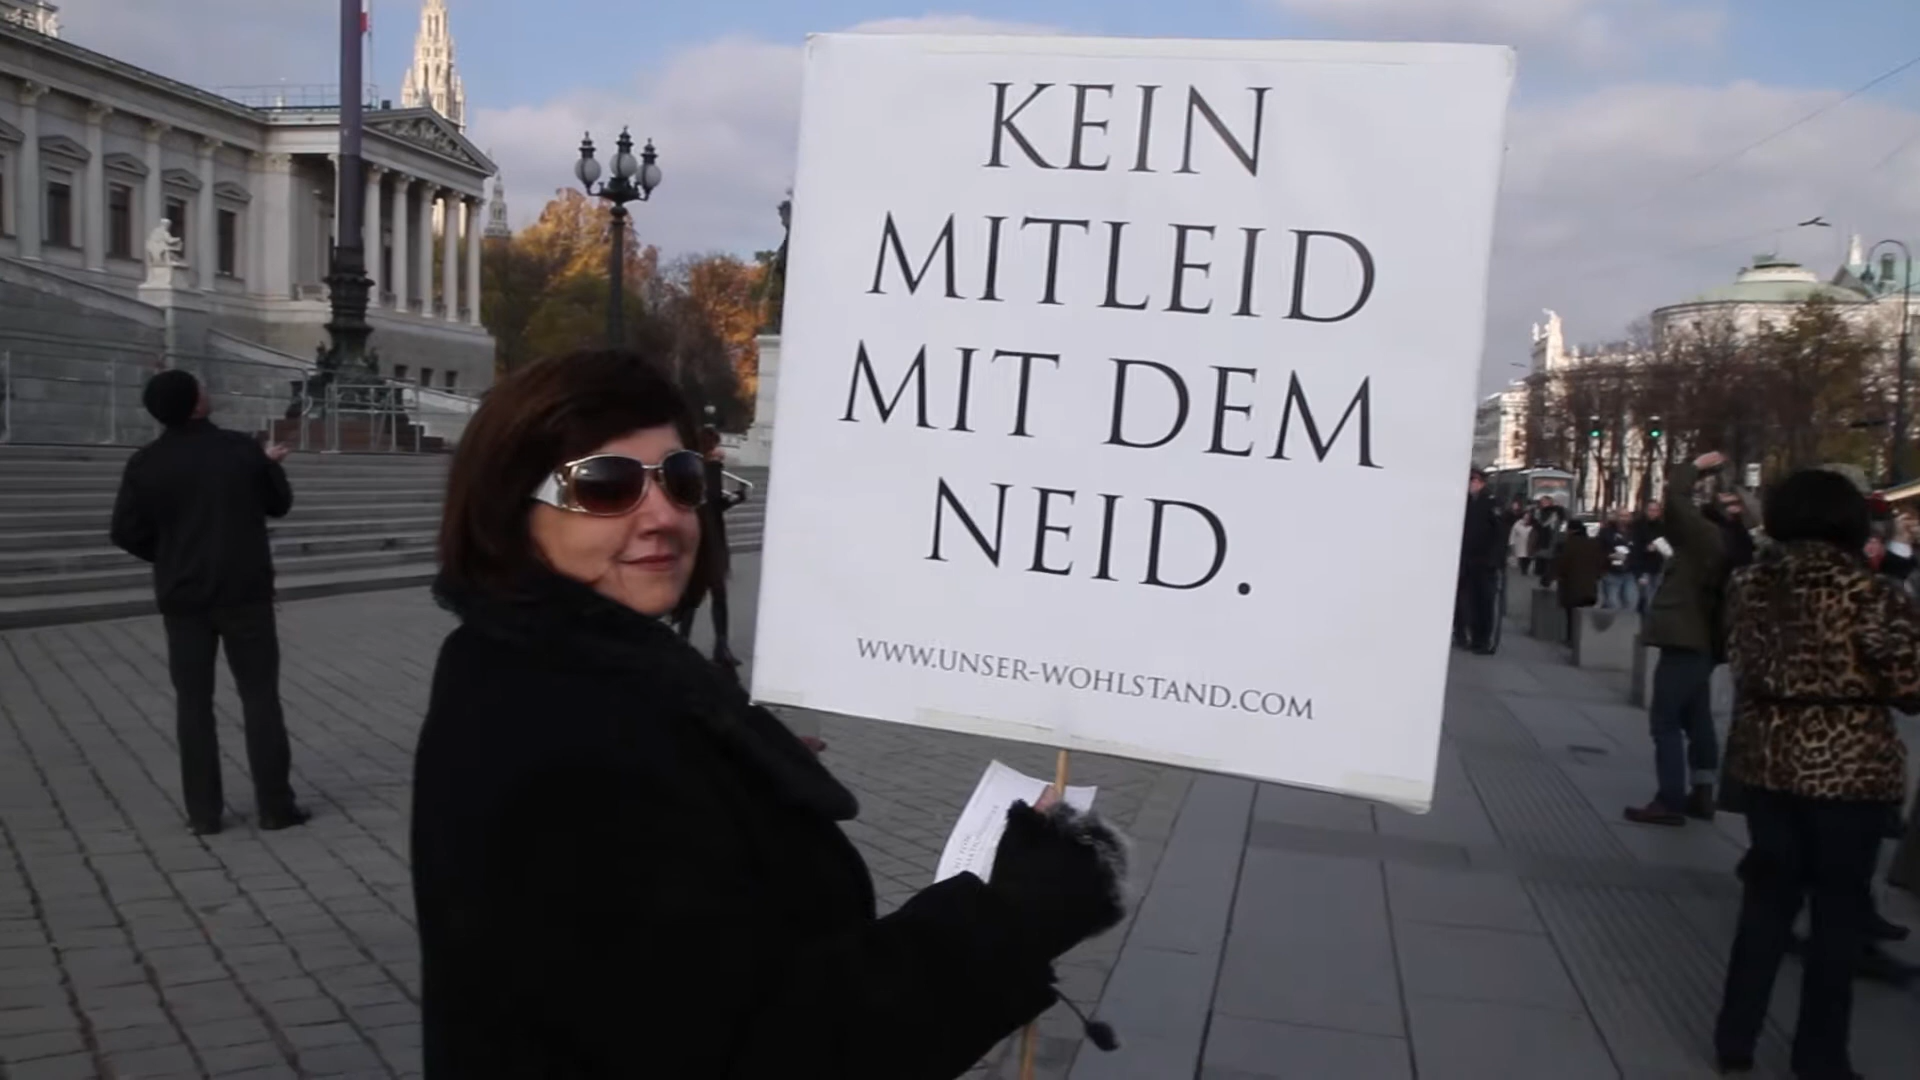 KEIN
MITLEID
MIT DEM
NEID.
WWW.UNSER-WOHLSTAND.COM